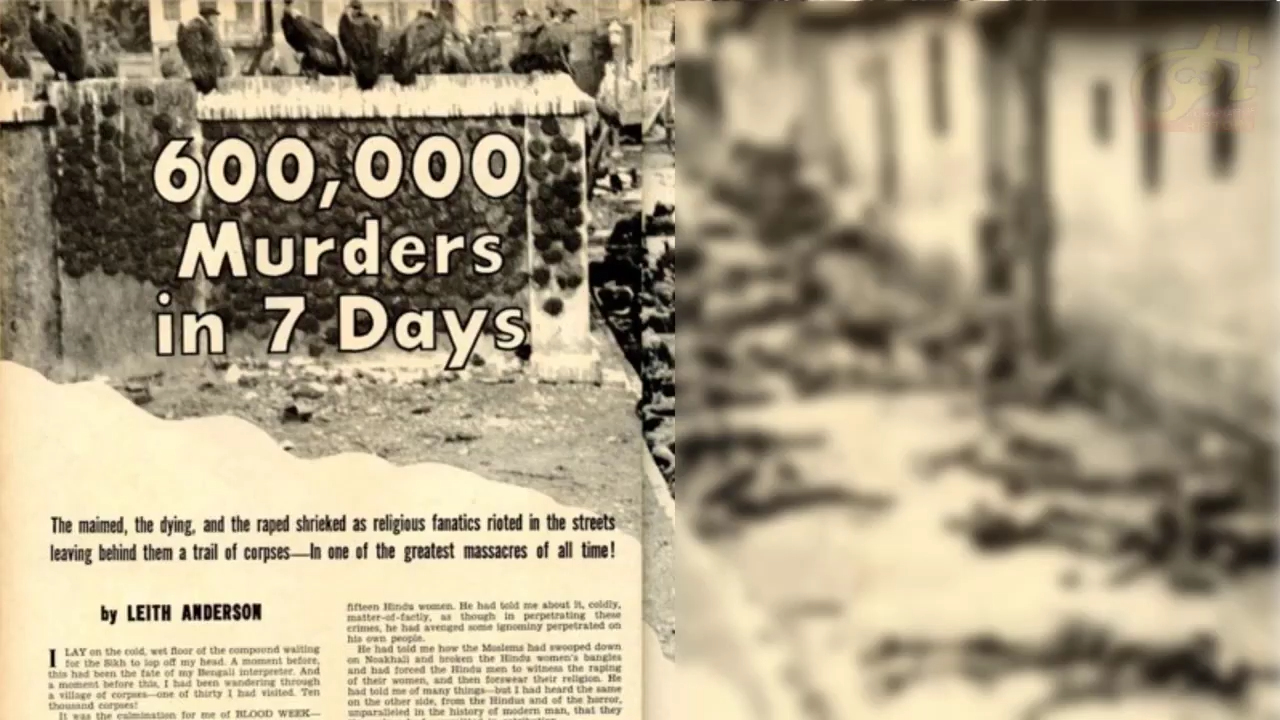 600,000
Murders
in 7 Days
The maimed, the dying, and the raped shrieked as religious fanatics rioted in the streets
leaving behind them a trail of corpses—In one of the greatest massacres of all time!
by LEITH ANDERSON
I LAY on the cold, wet floor of the compound waiting
for the Sikh to lop off my head. A moment before,
this had been the fate of my Bengali interpreter. And
a moment before this, I had been wandering through
a village of corpses—one of thirty I had visited. Ten
thousand corpses!
It was the culmination for me of BLOOD WEEK—
fifteen Hindu women. He had told me about it, coldly,
matter-of-factly, as though in perpetrating these
crimes, he had avenged some ignominy perpetrated on
his own people.
He had told me how the Moslems had swooped down
on Noakhali and broken the Hindu women's bangles
and had forced the Hindu men to witness the raping
of their women, and then forswear their religion. He
had told me of many things—but I had heard the same
on the other side, from the Hindus and of the horror,
unparalleled in the history of modern man, that they